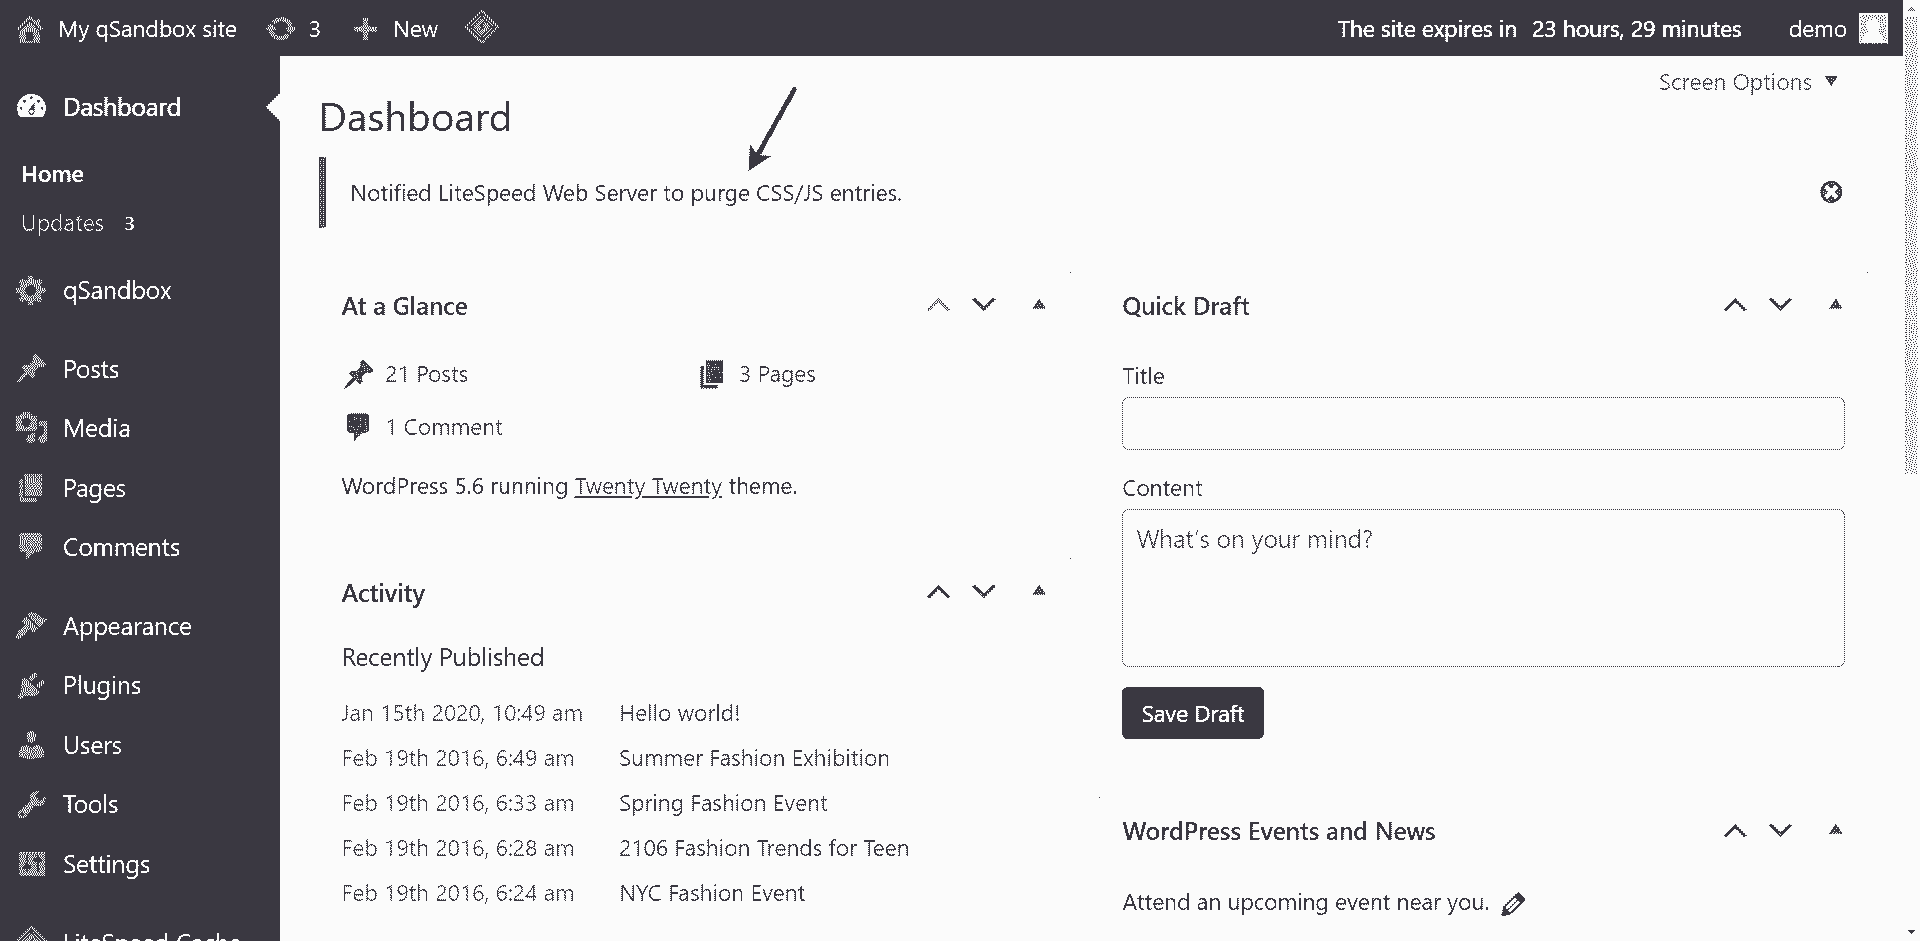 My qSandbox site 3 New The site expires in 23 hours, 29 minutes demo
Screen Options
Dashboard
Home
Updates 3
qSandbox
Posts
Media
Pages
Comments
Appearance
Plugins
Users
Tools
Settings
LiteSpeed Cache
Dashboard
Notified LiteSpeed Web Server to purge CSS/JS entries.
At a Glance
21 Posts
3 Pages
1 Comment
WordPress 5.6 running Twenty Twenty theme.
Activity
Recently Published
Jan 15th 2020, 10:49 am Hello world!
Feb 19th 2016, 6:49 am Summer Fashion Exhibition
Feb 19th 2016, 6:33 am Spring Fashion Event
Feb 19th 2016, 6:28 am 2106 Fashion Trends for Teen
Feb 19th 2016, 6:24 am NYC Fashion Event
Quick Draft
Title
Content
What's on your mind?
Save Draft
WordPress Events and News
Attend an upcoming event near you.